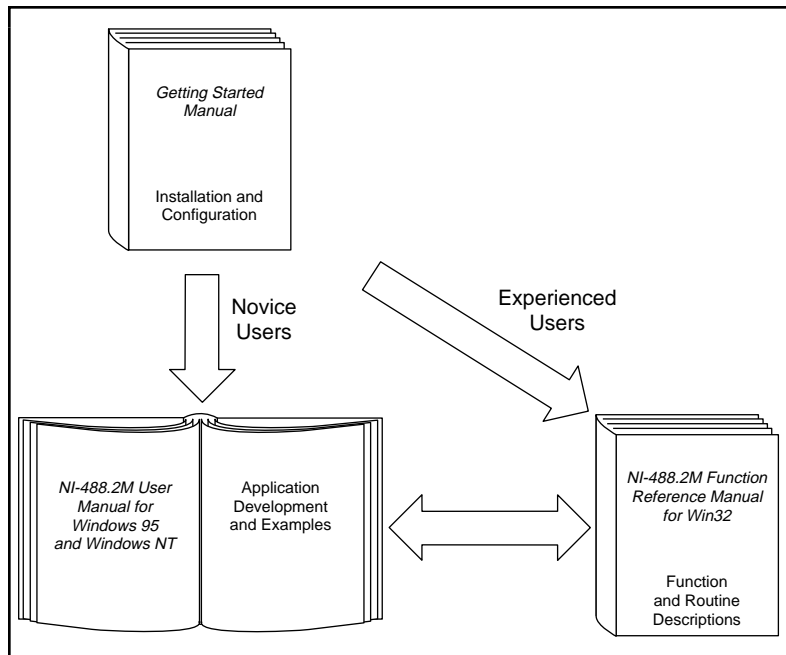 Getting Started
Manual
Installation and
Configuration
Novice
Users
Experienced
Users
NI-488.2M User
Manual for
Windows 95
and Windows NT
Application
Development
and Examples
NI-488.2M Function
Reference Manual
for Win32
Function
and Routine
Descriptions